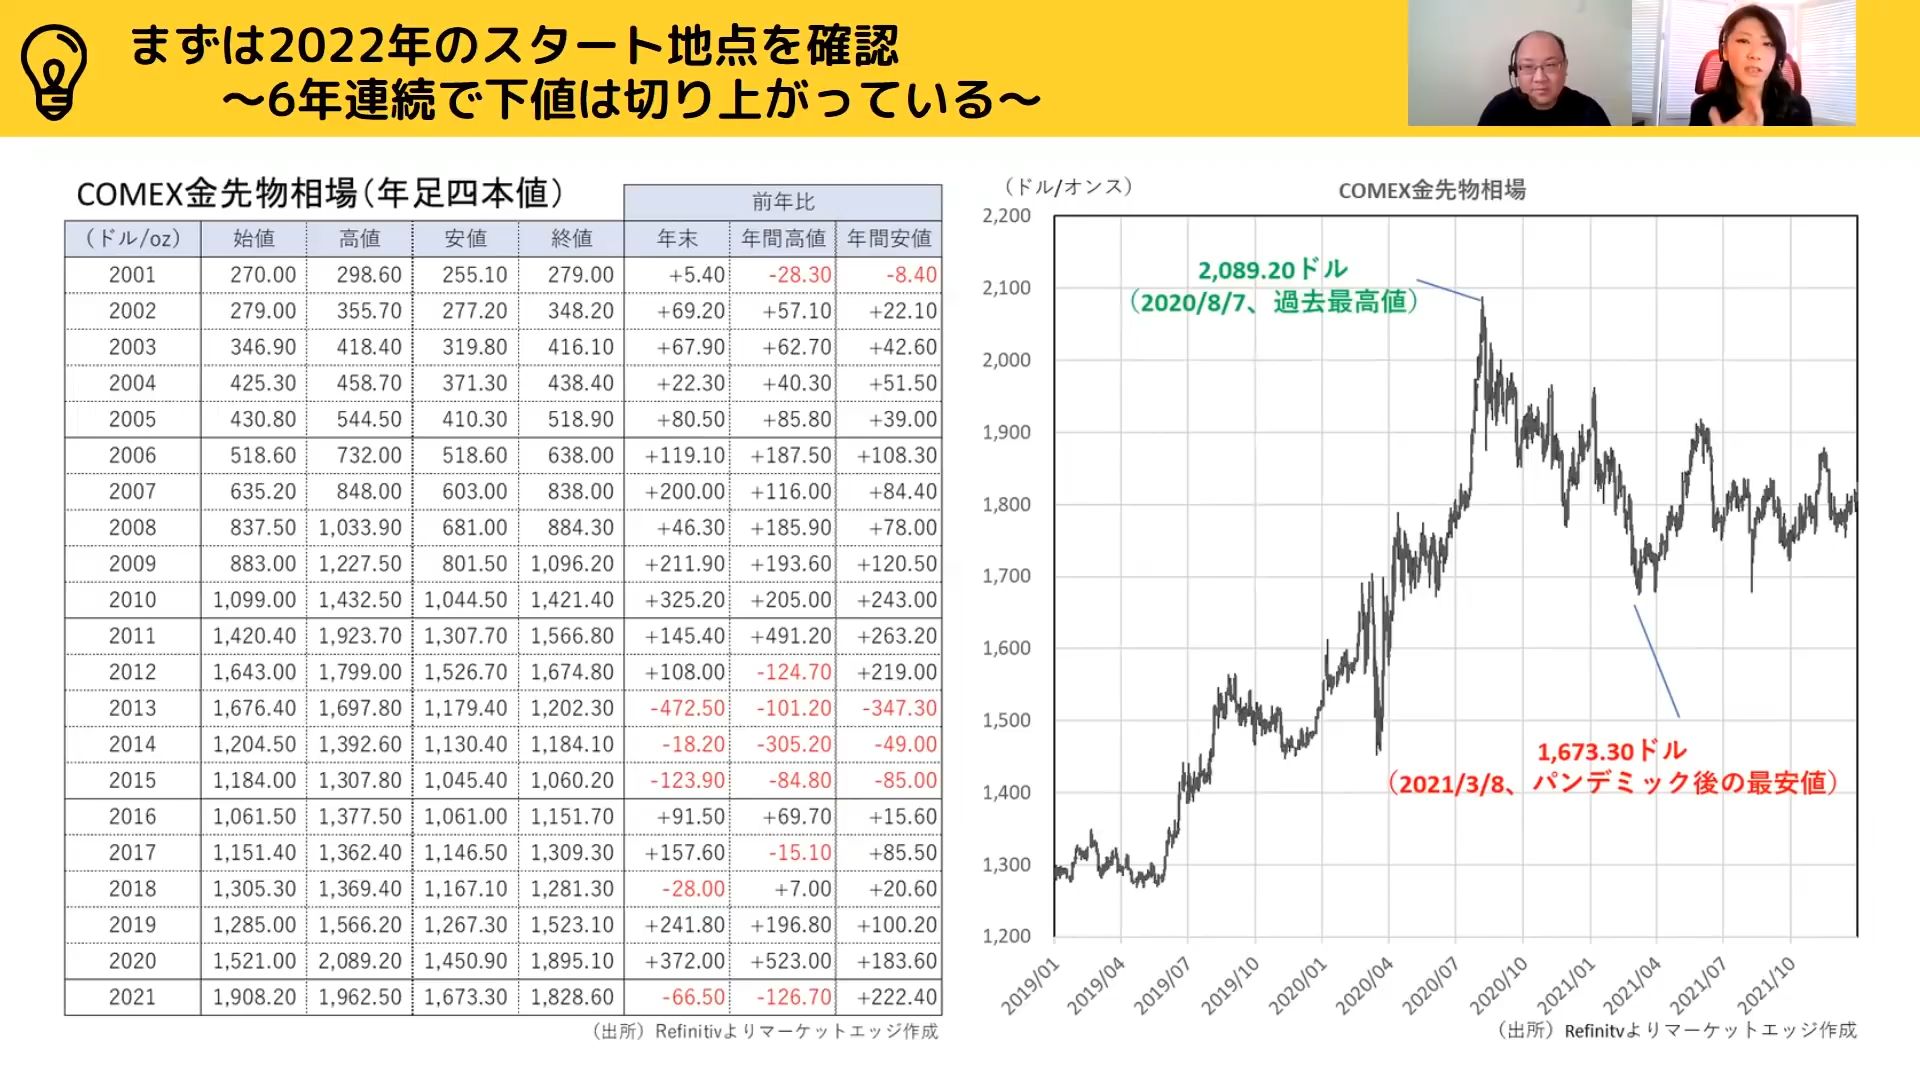 まずは2022年のスタート地点を確認
～6年連続で下値は切り上がっている～
COMEX金先物相場（年足四本値）
前年比
（ドル/oz） 始値 高値 安値 終値 年末 年間高値 年間安値
2001 270.00 298.60 255.10 279.00 +5.40 -28.30 -8.40
2002 279.00 355.70 277.20 348.20 +69.20 +57.10 +22.10
2003 346.90 418.40 319.80 416.10 +67.90 +62.70 +42.60
2004 425.30 458.70 371.30 438.40 +22.30 +40.30 +51.50
2005 430.80 544.50 410.30 518.90 +80.50 +85.80 +39.00
2006 518.60 732.00 518.60 638.00 +119.10 +187.50 +108.30
2007 635.20 848.00 603.00 838.00 +200.00 +116.00 +84.40
2008 837.50 1,033.90 681.00 884.30 +46.30 +185.90 +78.00
2009 883.00 1,227.50 801.50 1,096.20 +211.90 +193.60 +120.50
2010 1,099.00 1,432.50 1,044.50 1,421.40 +325.20 +205.00 +243.00
2011 1,420.40 1,923.70 1,307.70 1,566.80 +145.40 +491.20 +263.20
2012 1,643.00 1,799.00 1,526.70 1,674.80 +108.00 -124.70 +219.00
2013 1,676.40 1,697.80 1,179.40 1,202.30 -472.50 -101.20 -347.30
2014 1,204.50 1,392.60 1,130.40 1,184.10 -18.20 -305.20 -49.00
2015 1,184.00 1,307.80 1,045.40 1,060.20 -123.90 -84.80 -85.00
2016 1,061.50 1,377.50 1,061.00 1,151.70 +91.50 +69.70 +15.60
2017 1,151.40 1,362.40 1,146.50 1,309.30 +157.60 -15.10 +85.50
2018 1,305.30 1,369.40 1,167.10 1,281.30 -28.00 +7.00 +20.60
2019 1,285.00 1,566.20 1,267.30 1,523.10 +241.80 +196.80 +100.20
2020 1,521.00 2,089.20 1,450.90 1,895.10 +372.00 +523.00 +183.60
2021 1,908.20 1,962.50 1,673.30 1,828.60 -66.50 -126.70 +222.40
（出所）Refinitivよりマーケットエッジ作成
（ドル/オンス）
COMEX金先物相場
2,200
2,100
2,000
1,900
1,800
1,700
1,600
1,500
1,400
1,300
1,200
2,089.20ドル
（2020/8/7、過去最高値）
1,673.30ドル
（2021/3/8、パンデミック後の最安値）
2019/01 2019/04 2019/07 2019/10 2020/01 2020/04 2020/07 2020/10 2021/01 2021/04 2021/07 2021/10
（出所）Refinitvよりマーケットエッジ作成